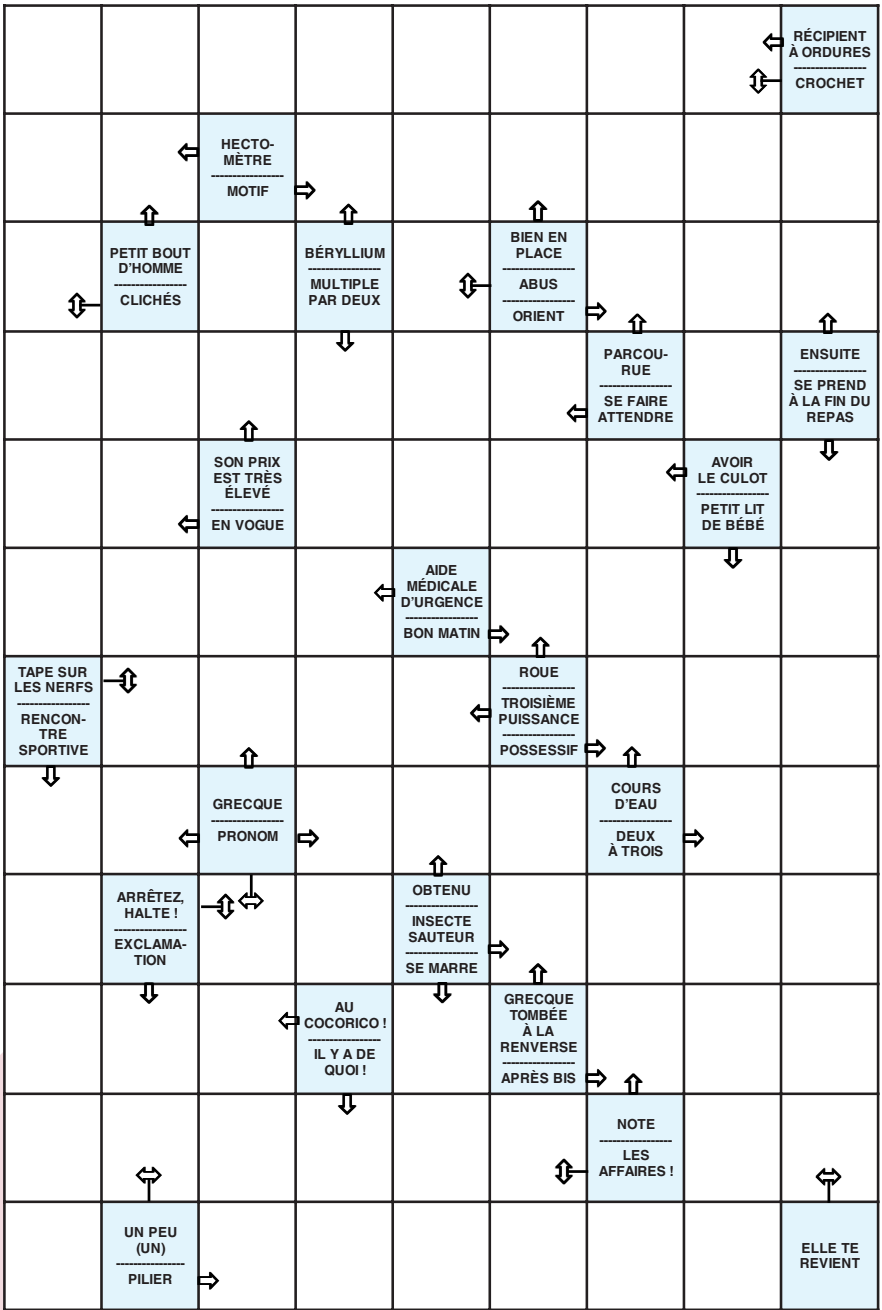 RÉCIPIENT
À ORDURES
-----------------
CROCHET
HECTO-
MÈTRE
-----------------
MOTIF
PETIT BOUT
D'HOMME
-----------------
CLICHÉS
BÉRYLLIUM
-----------------
MULTIPLE
PAR DEUX
BIEN EN
PLACE
-----------------
ABUS
-----------------
ORIENT
PARCOU-
RUE
-----------------
SE FAIRE
ATTENDRE
ENSUITE
-----------------
SE PREND
À LA FIN DU
REPAS
SON PRIX
EST TRÈS
ÉLEVÉ
-----------------
EN VOGUE
AVOIR
LE CULOT
-----------------
PETIT LIT
DE BÉBÉ
AIDE
MÉDICALE
D'URGENCE
-----------------
BON MATIN
TAPE SUR
LES NERFS
-----------------
RENCON-
TRE
SPORTIVE
ROUE
-----------------
TROISIÈME
PUISSANCE
-----------------
POSSESSIF
GRECQUE
-----------------
PRONOM
COURS
D'EAU
-----------------
DEUX
À TROIS
ARRÊTEZ,
HALTE !
-----------------
EXCLAMA-
TION
OBTENU
-----------------
INSECTE
SAUTEUR
-----------------
SE MARRE
AU
COCORICO !
-----------------
IL Y A DE
QUOI !
GRECQUE
TOMBÉE
À LA
RENVERSE
-----------------
APRÈS BIS
NOTE
-----------------
LES
AFFAIRES !
UN PEU
(UN)
-----------------
PILIER
ELLE TE
REVIENT